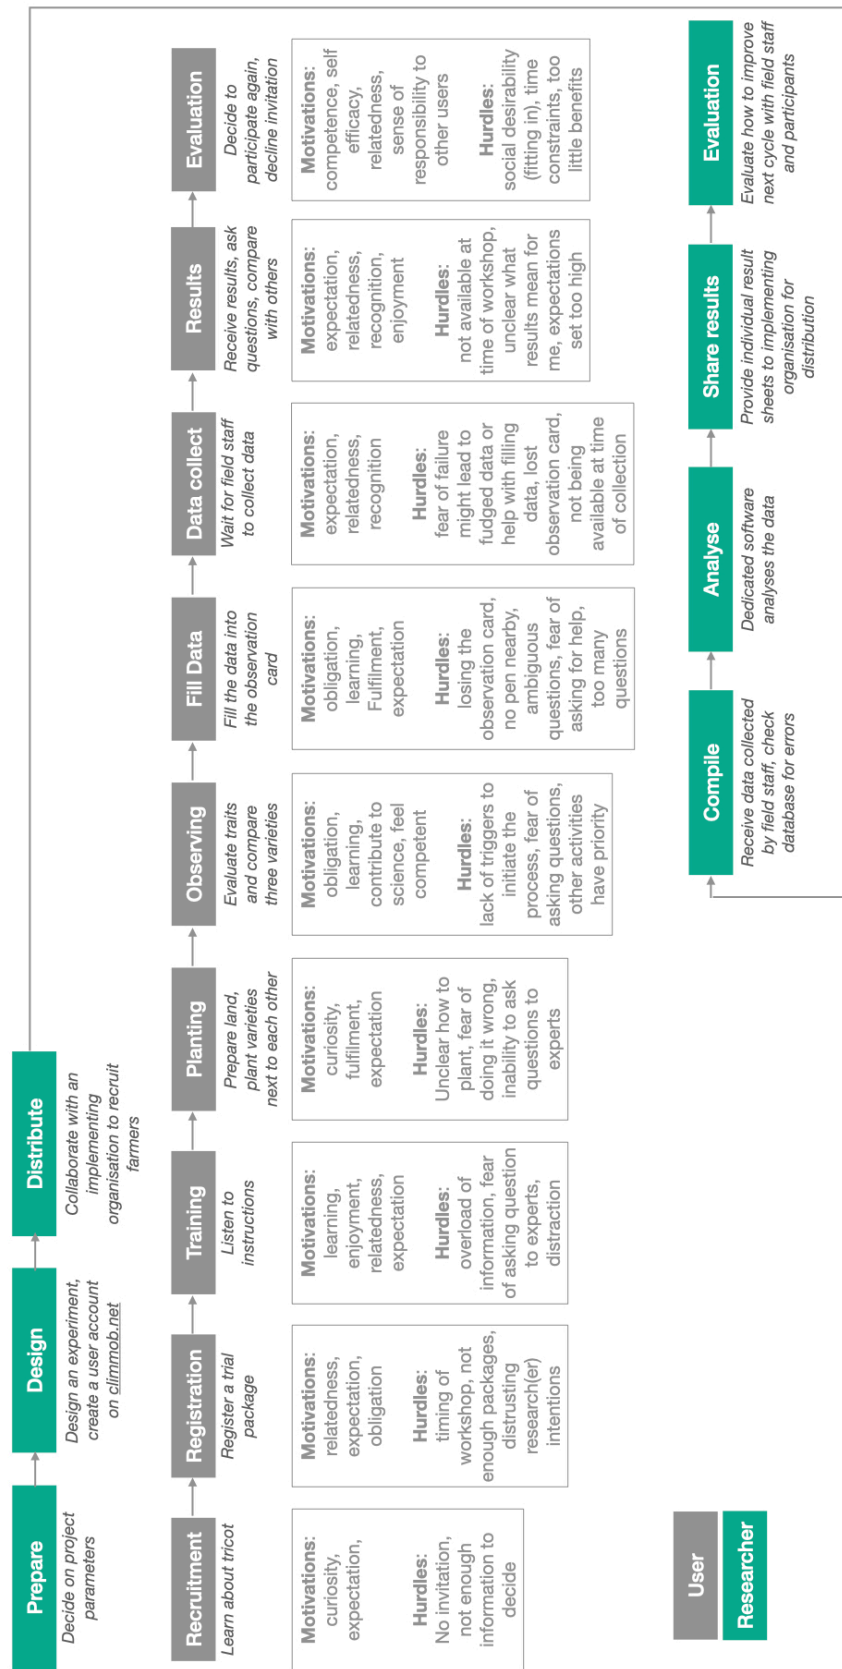 Prepare
Decide on project
parameters
Design
Design an experiment,
create a user account
on climmob.net
Distribute
Collaborate with an
implementing
organisation to recruit
farmers
Recruitment
Learn about tricot
Motivations:
curiosity,
expectation,
Hurdles:
No invitation,
not enough
information to
decide
Registration
Register a trial
package
Motivations:
relatedness,
expectation,
obligation
Hurdles:
timing of
workshop, not
enough packages,
distrusting
research(er)
intentions
Training
Listen to
instructions
Motivations:
learning,
enjoyment,
relatedness,
expectation
Hurdles:
overload of
information, fear
of asking question
to experts,
distraction
Planting
Prepare land,
plant varieties
next to each other
Motivations:
curiosity,
fulfilment,
expectation
Hurdles:
Unclear how to
plant, fear of
doing it wrong,
inability to ask
questions to
experts
Observing
Evaluate traits
and compare
three varieties
Motivations:
obligation,
learning,
contribute to
science, feel
competent
Hurdles:
lack of triggers to
initiate the
process, fear of
asking questions,
other activities
have priority
Fill Data
Fill the data into
the observation
card
Motivations:
obligation,
learning,
Fulfilment,
expectation
Hurdles:
losing the
observation card,
no pen nearby,
ambiguous
questions, fear of
asking for help,
too many
questions
Data collect
Wait for field staff
to collect data
Motivations:
expectation,
relatedness,
recognition
Hurdles:
fear of failure
might lead to
fudged data or
help with filling
data, lost
observation card,
not being
available at time
of collection
Results
Receive results, ask
questions, compare
with others
Motivations:
expectation,
relatedness,
recognition,
enjoyment
Hurdles:
not available at
time of workshop,
unclear what
results mean for
me, expectations
set too high
Evaluation
Decide to
participate again,
decline invitation
Motivations:
competence, self
efficacy,
relatedness,
sense of
responsibility to
other users
Hurdles:
social desirability
(fitting in), time
constraints, too
little benefits
User
Researcher
Compile
Receive data collected
by field staff, check
database for errors
Analyse
Dedicated software
analyses the data
Share results
Provide individual result
sheets to implementing
organisation for
distribution
Evaluation
Evaluate how to improve
next cycle with field staff
and participants